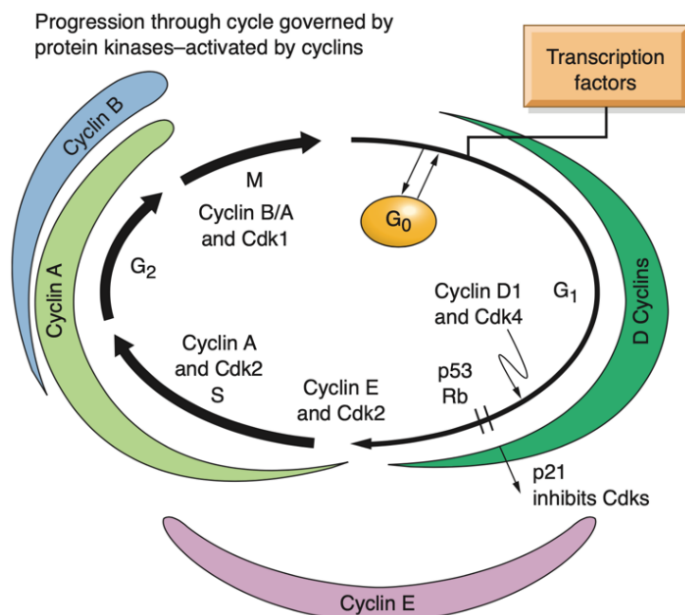 Progression through cycle governed by
protein kinases–activated by cyclins
Transcription
factors
Cyclin B
Cyclin A
M
Cyclin B/A
and Cdk1
G₀
G₂
G₁
D Cyclins
Cyclin D1
and Cdk4
Cyclin A
and Cdk2
S
Cyclin E
and Cdk2
p53
Rb
p21
inhibits Cdks
Cyclin E